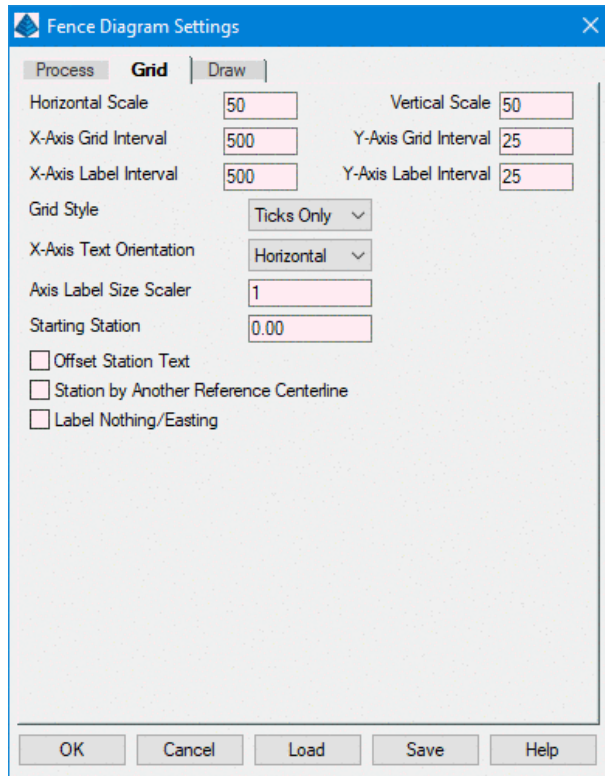 Fence Diagram Settings
Process Grid Draw
Horizontal Scale 50 Vertical Scale 50
X-Axis Grid Interval 500 Y-Axis Grid Interval 25
X-Axis Label Interval 500 Y-Axis Label Interval 25
Grid Style Ticks Only
X-Axis Text Orientation Horizontal
Axis Label Size Scaler 1
Starting Station 0.00
Offset Station Text
Station by Another Reference Centerline
Label Nothing/Easting
OK Cancel Load Save Help